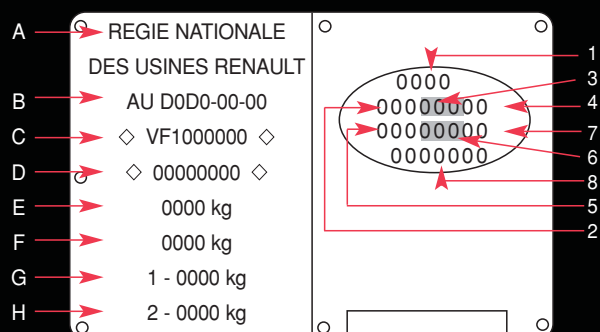 A REGIE NATIONALE
DES USINES RENAULT
B AU D0D0-00-00
C ◇ VF1000000 ◇
D ◇ 00000000 ◇
E 0000 kg
F 0000 kg
G 1 - 0000 kg
H 2 - 0000 kg
0000 1
3
00000000 4
00000000 7
6
0000000 8
5
2